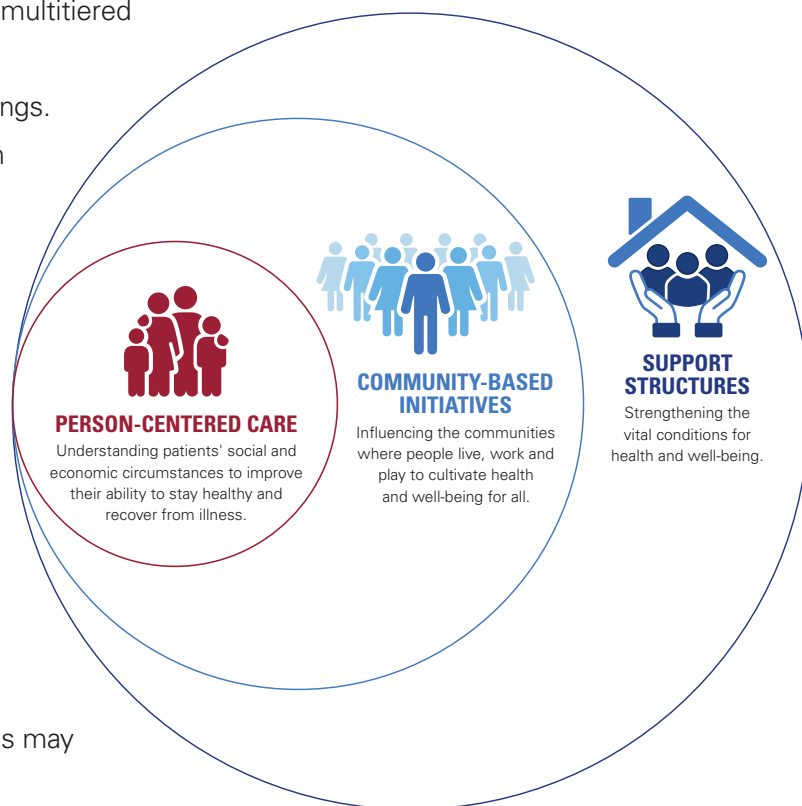 multitiered
ngs.
n
PERSON-CENTERED CARE
Understanding patients' social and
economic circumstances to improve
their ability to stay healthy and
recover from illness.
COMMUNITY-BASED
INITIATIVES
Influencing the communities
where people live, work and
play to cultivate health
and well-being for all.
SUPPORT
STRUCTURES
Strengthening the
vital conditions for
health and well-being.
s may